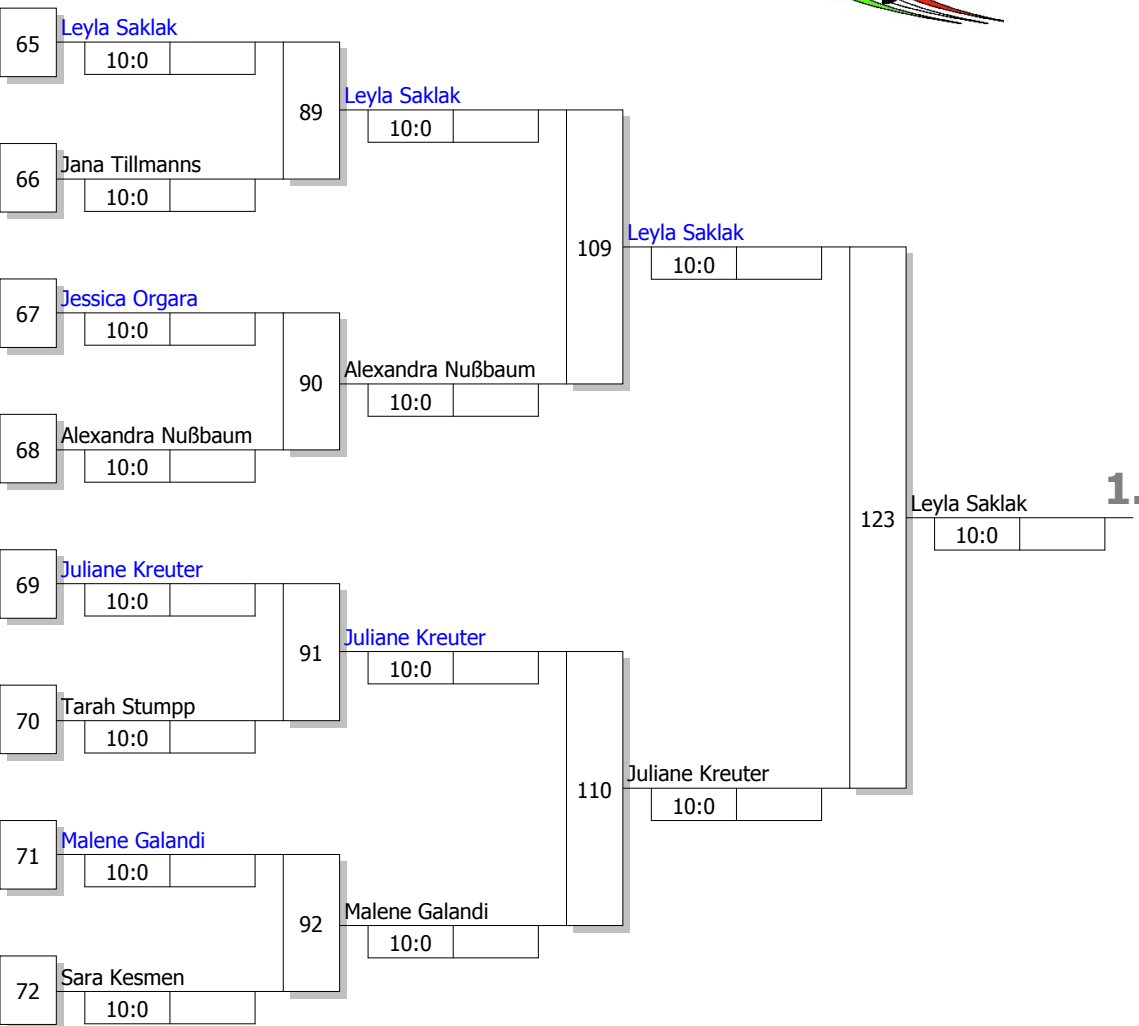 65
Leyla Saklak
10:0
89
Leyla Saklak
10:0
66
Jana Tillmanns
10:0
109
Leyla Saklak
10:0
67
Jessica Orgara
10:0
90
Alexandra Nußbaum
10:0
68
Alexandra Nußbaum
10:0
123
Leyla Saklak
1.
10:0
69
Juliane Kreuter
10:0
91
Juliane Kreuter
10:0
70
Tarah Stumpp
10:0
110
Juliane Kreuter
10:0
71
Malene Galandi
10:0
92
Malene Galandi
10:0
72
Sara Kesmen
10:0